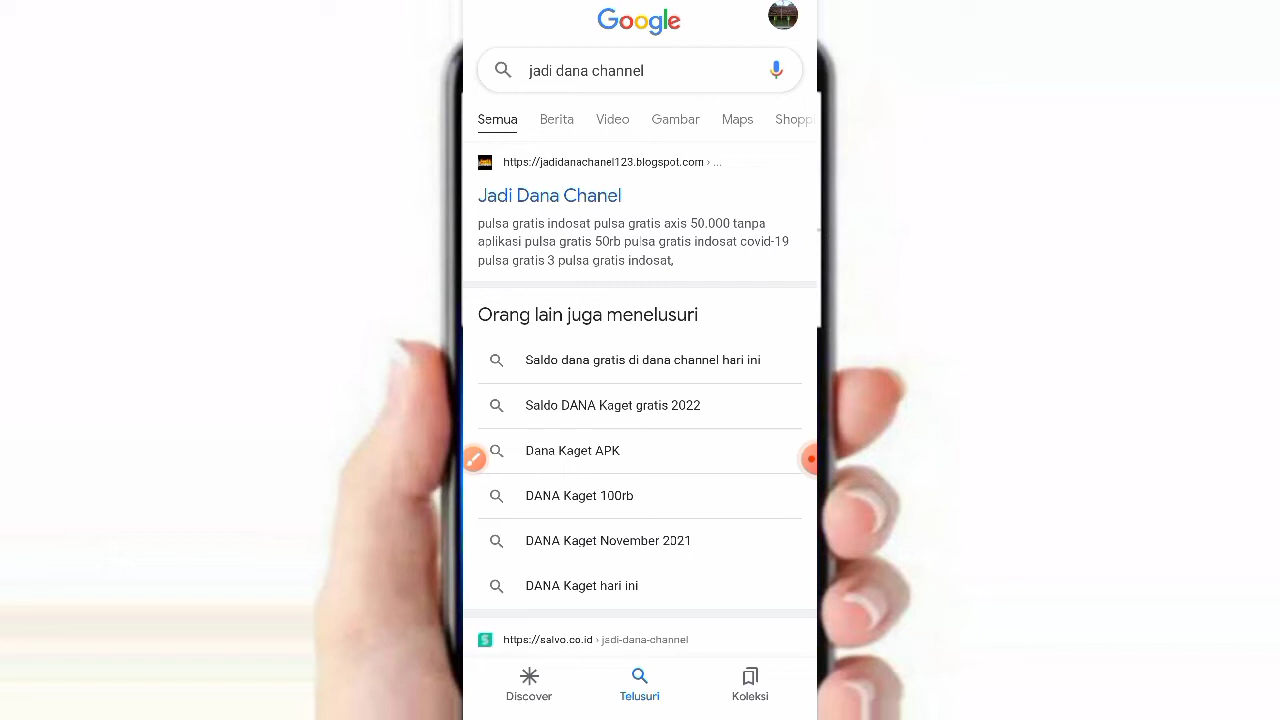 Google
jadi dana channel
Semua Berita Video Gambar Maps Shoppi
https://jadidanachanel123.blogspot.com › ...
Jadi Dana Chanel
pulsa gratis indosat pulsa gratis axis 50.000 tanpa
aplikasi pulsa gratis 50rb pulsa gratis indosat covid-19
pulsa gratis 3 pulsa gratis indosat,
Orang lain juga menelusuri
Saldo dana gratis di dana channel hari ini
Saldo DANA Kaget gratis 2022
Dana Kaget APK
DANA Kaget 100rb
DANA Kaget November 2021
DANA Kaget hari ini
S https://salvo.co.id › jadi-dana-channel
Discover Telusuri Koleksi